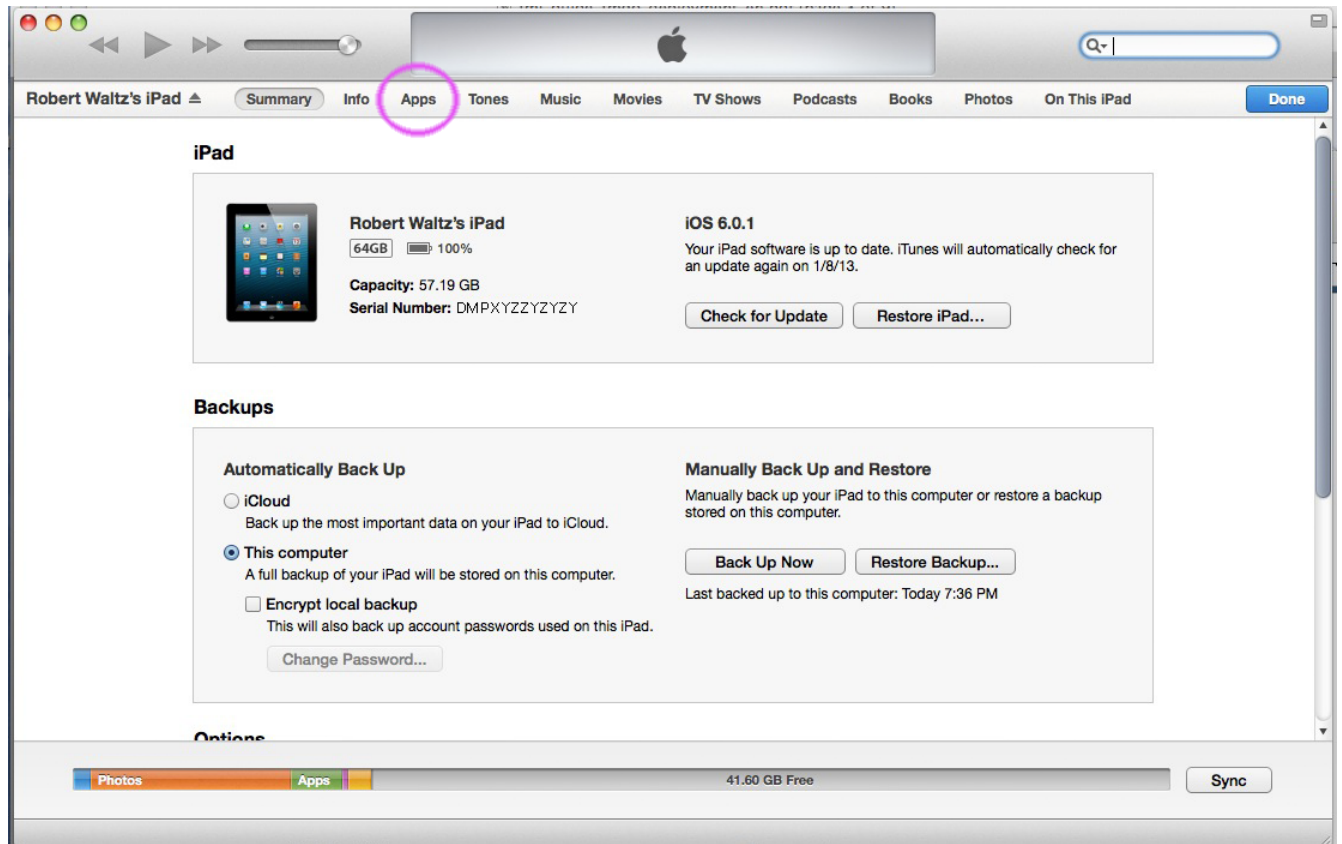 Robert Waltz's iPad Summary Info Apps Tones Music Movies TV Shows Podcasts Books Photos On This iPad Done
iPad
Robert Waltz's iPad
64GB 100%
Capacity: 57.19 GB
Serial Number: DMPXYZZYZYZY
iOS 6.0.1
Your iPad software is up to date. iTunes will automatically check for
an update again on 1/8/13.
Check for Update Restore iPad...
Backups
Automatically Back Up
iCloud
Back up the most important data on your iPad to iCloud.
This computer
A full backup of your iPad will be stored on this computer.
Encrypt local backup
This will also back up account passwords used on this iPad.
Change Password...
Manually Back Up and Restore
Manually back up your iPad to this computer or restore a backup
stored on this computer.
Back Up Now Restore Backup...
Last backed up to this computer: Today 7:36 PM
Options
Photos Apps 41.60 GB Free Sync